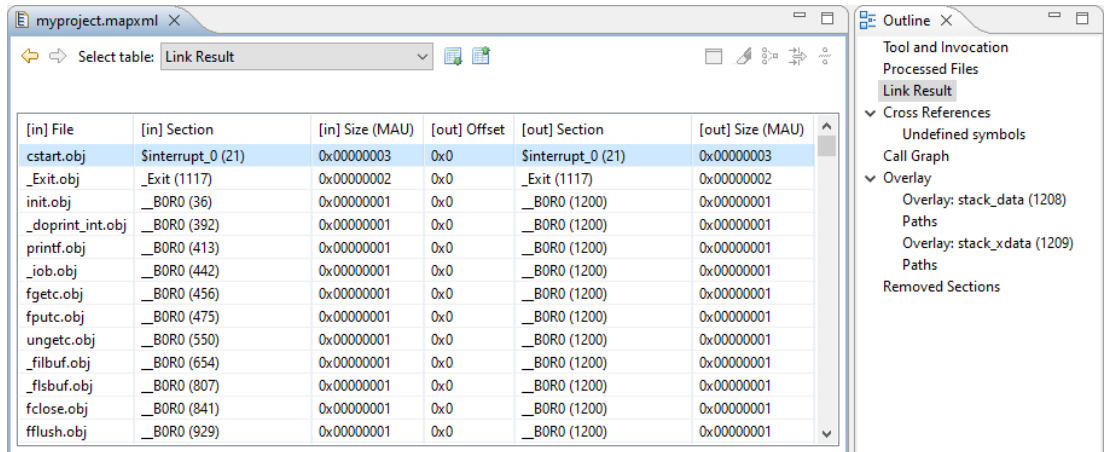 myproject.mapxml
Select table: Link Result
[in] File [in] Section [in] Size (MAU) [out] Offset [out] Section [out] Size (MAU)
cstart.obj $interrupt_0 (21) 0x00000003 0x0 $interrupt_0 (21) 0x00000003
_Exit.obj _Exit (1117) 0x00000002 0x0 _Exit (1117) 0x00000002
init.obj __B0R0 (36) 0x00000001 0x0 __B0R0 (1200) 0x00000001
_doprint_int.obj __B0R0 (392) 0x00000001 0x0 __B0R0 (1200) 0x00000001
printf.obj __B0R0 (413) 0x00000001 0x0 __B0R0 (1200) 0x00000001
_iob.obj __B0R0 (442) 0x00000001 0x0 __B0R0 (1200) 0x00000001
fgetc.obj __B0R0 (456) 0x00000001 0x0 __B0R0 (1200) 0x00000001
fputc.obj __B0R0 (475) 0x00000001 0x0 __B0R0 (1200) 0x00000001
ungetc.obj __B0R0 (550) 0x00000001 0x0 __B0R0 (1200) 0x00000001
_filbuf.obj __B0R0 (654) 0x00000001 0x0 __B0R0 (1200) 0x00000001
_flsbuf.obj __B0R0 (807) 0x00000001 0x0 __B0R0 (1200) 0x00000001
fclose.obj __B0R0 (841) 0x00000001 0x0 __B0R0 (1200) 0x00000001
fflush.obj __B0R0 (929) 0x00000001 0x0 __B0R0 (1200) 0x00000001
Outline
Tool and Invocation
Processed Files
Link Result
Cross References
Undefined symbols
Call Graph
Overlay
Overlay: stack_data (1208)
Paths
Overlay: stack_xdata (1209)
Paths
Removed Sections